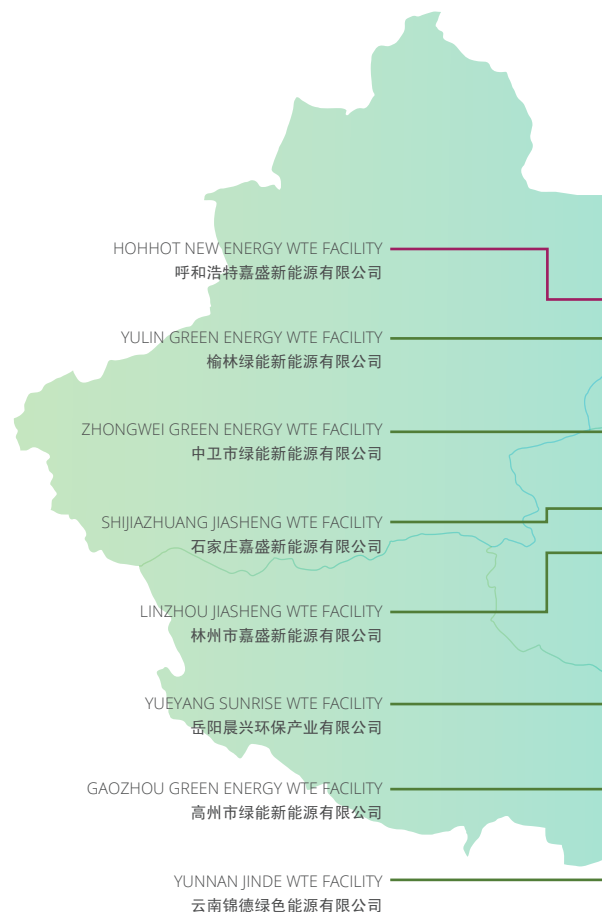 HOHHOT NEW ENERGY WTE FACILITY
呼和浩特嘉盛新能源有限公司
YULIN GREEN ENERGY WTE FACILITY
榆林绿能新能源有限公司
ZHONGWEI GREEN ENERGY WTE FACILITY
中卫市绿能新能源有限公司
SHIJIAZHUANG JIASHENG WTE FACILITY
石家庄嘉盛新能源有限公司
LINZHOU JIASHENG WTE FACILITY
林州市嘉盛新能源有限公司
YUEYANG SUNRISE WTE FACILITY
岳阳晨兴环保产业有限公司
GAOZHOU GREEN ENERGY WTE FACILITY
高州市绿能新能源有限公司
YUNNAN JINDE WTE FACILITY
云南锦德绿色能源有限公司